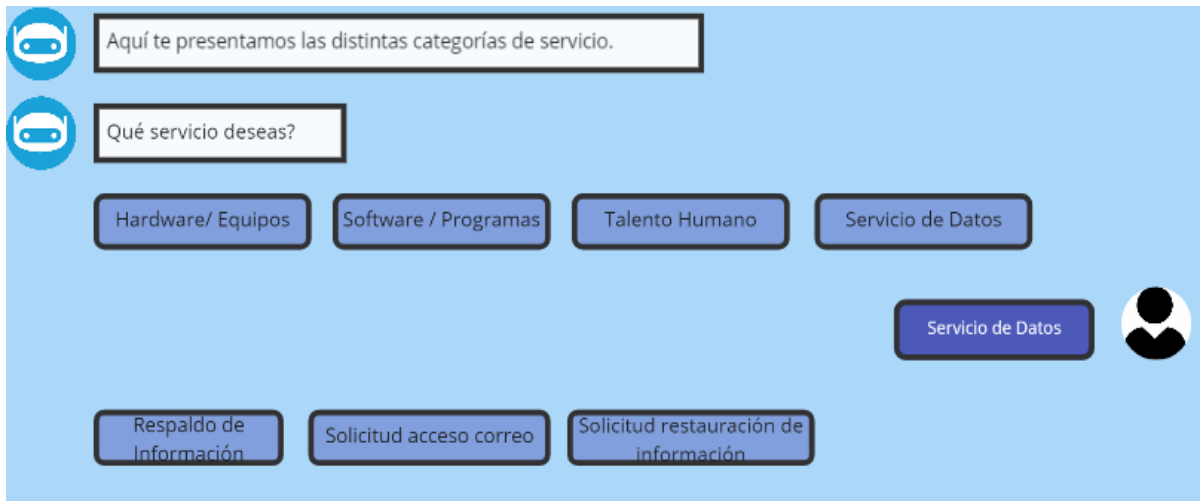 Aquí te presentamos las distintas categorías de servicio.
Qué servicio deseas?
Hardware/ Equipos
Software / Programas
Talento Humano
Servicio de Datos
Servicio de Datos
Respaldo de
Información
Solicitud acceso correo
Solicitud restauración de
información